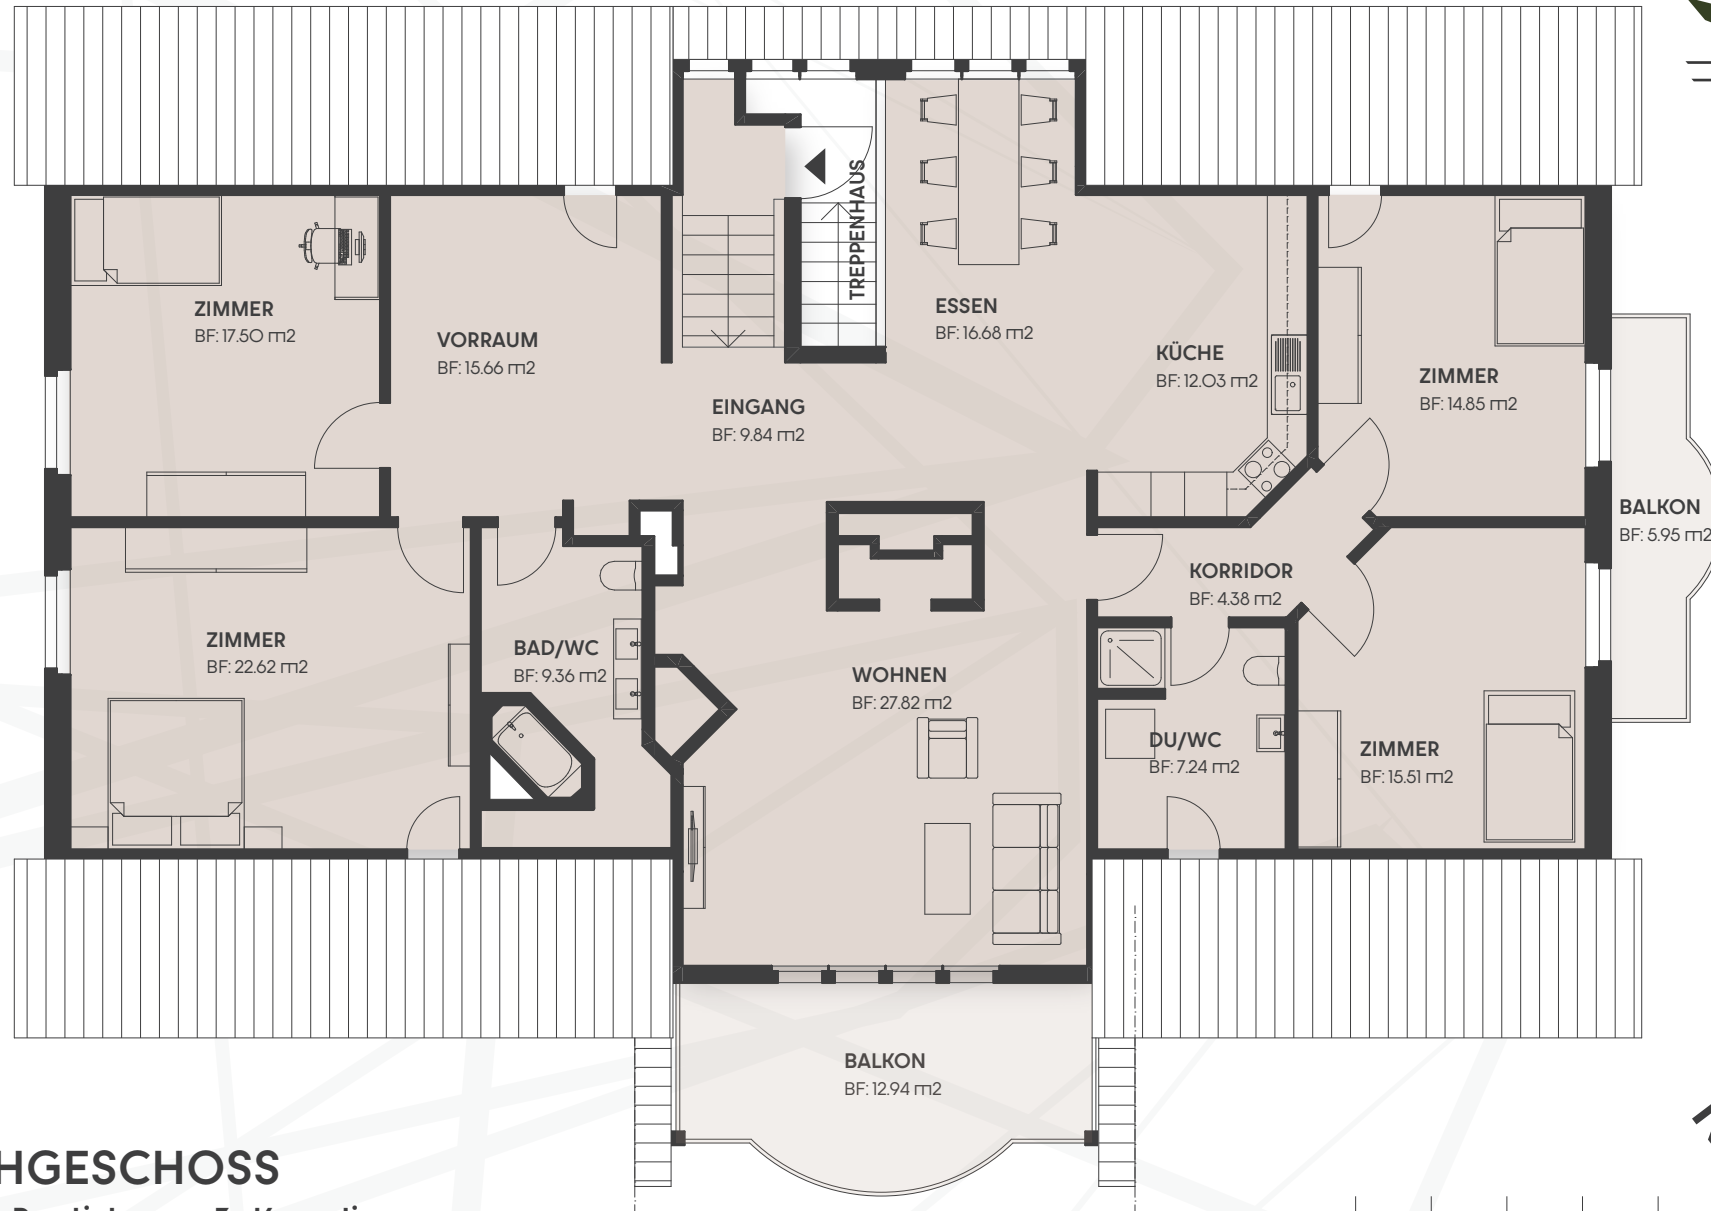 TREPPENHAUS
ZIMMER
BF: 17.50 m2
VORRAUM
BF: 15.66 m2
ESSEN
BF: 16.68 m2
KÜCHE
BF: 12.03 m2
ZIMMER
BF: 14.85 m2
EINGANG
BF: 9.84 m2
BALKON
BF: 5.95 m2
KORRIDOR
BF: 4.38 m2
ZIMMER
BF: 22.62 m2
BAD/WC
BF: 9.36 m2
WOHNEN
BF: 27.82 m2
DU/WC
BF: 7.24 m2
ZIMMER
BF: 15.51 m2
BALKON
BF: 12.94 m2
HGESCHOSS